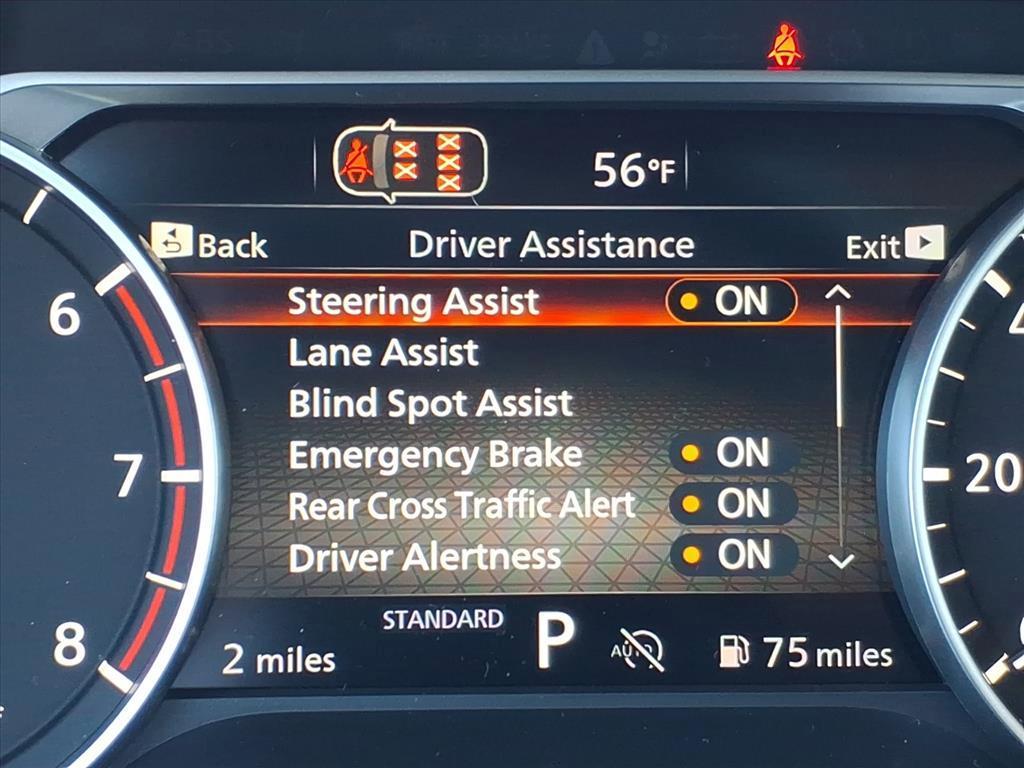 56°F
Back Driver Assistance Exit
Steering Assist ON
Lane Assist
Blind Spot Assist
Emergency Brake ON
Rear Cross Traffic Alert ON
Driver Alertness ON
STANDARD
2 miles P AUTO 75 miles
6
7
8
20